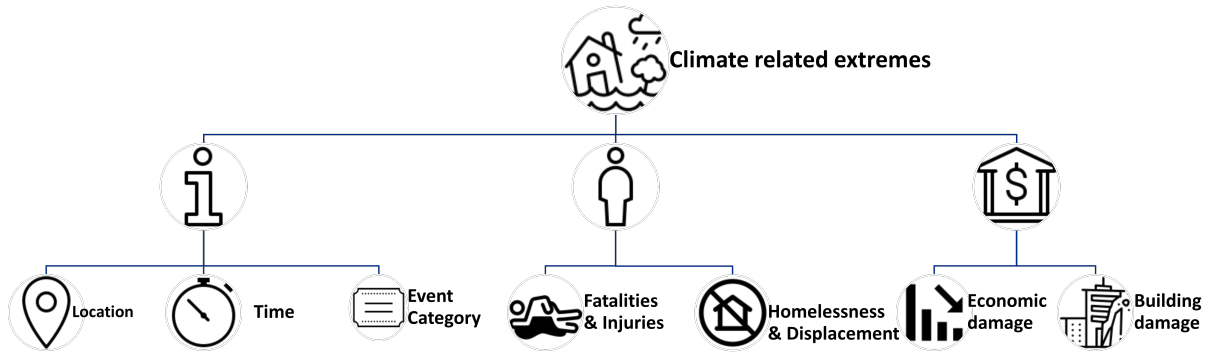 Climate related extremes
$
Location
Time
Event
Category
Fatalities
& Injuries
Homelessness
& Displacement
Economic
damage
Building
damage